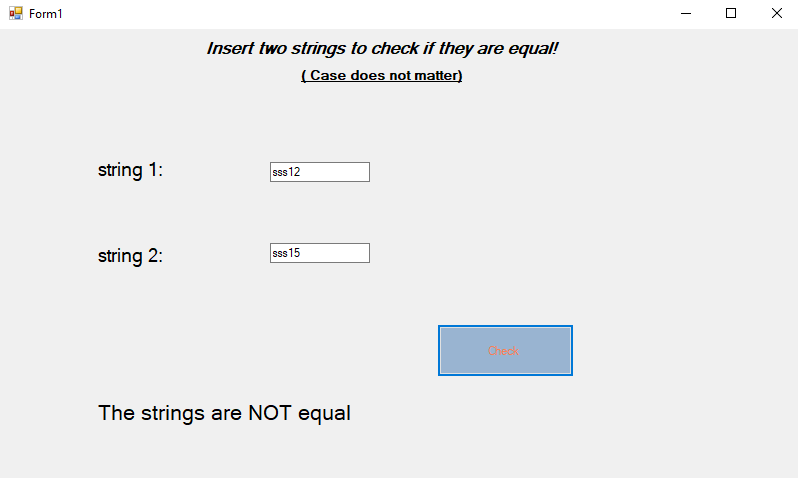 Form1
Insert two strings to check if they are equal!
( Case does not matter)
string 1:
sss12
string 2:
sss15
Check
The strings are NOT equal